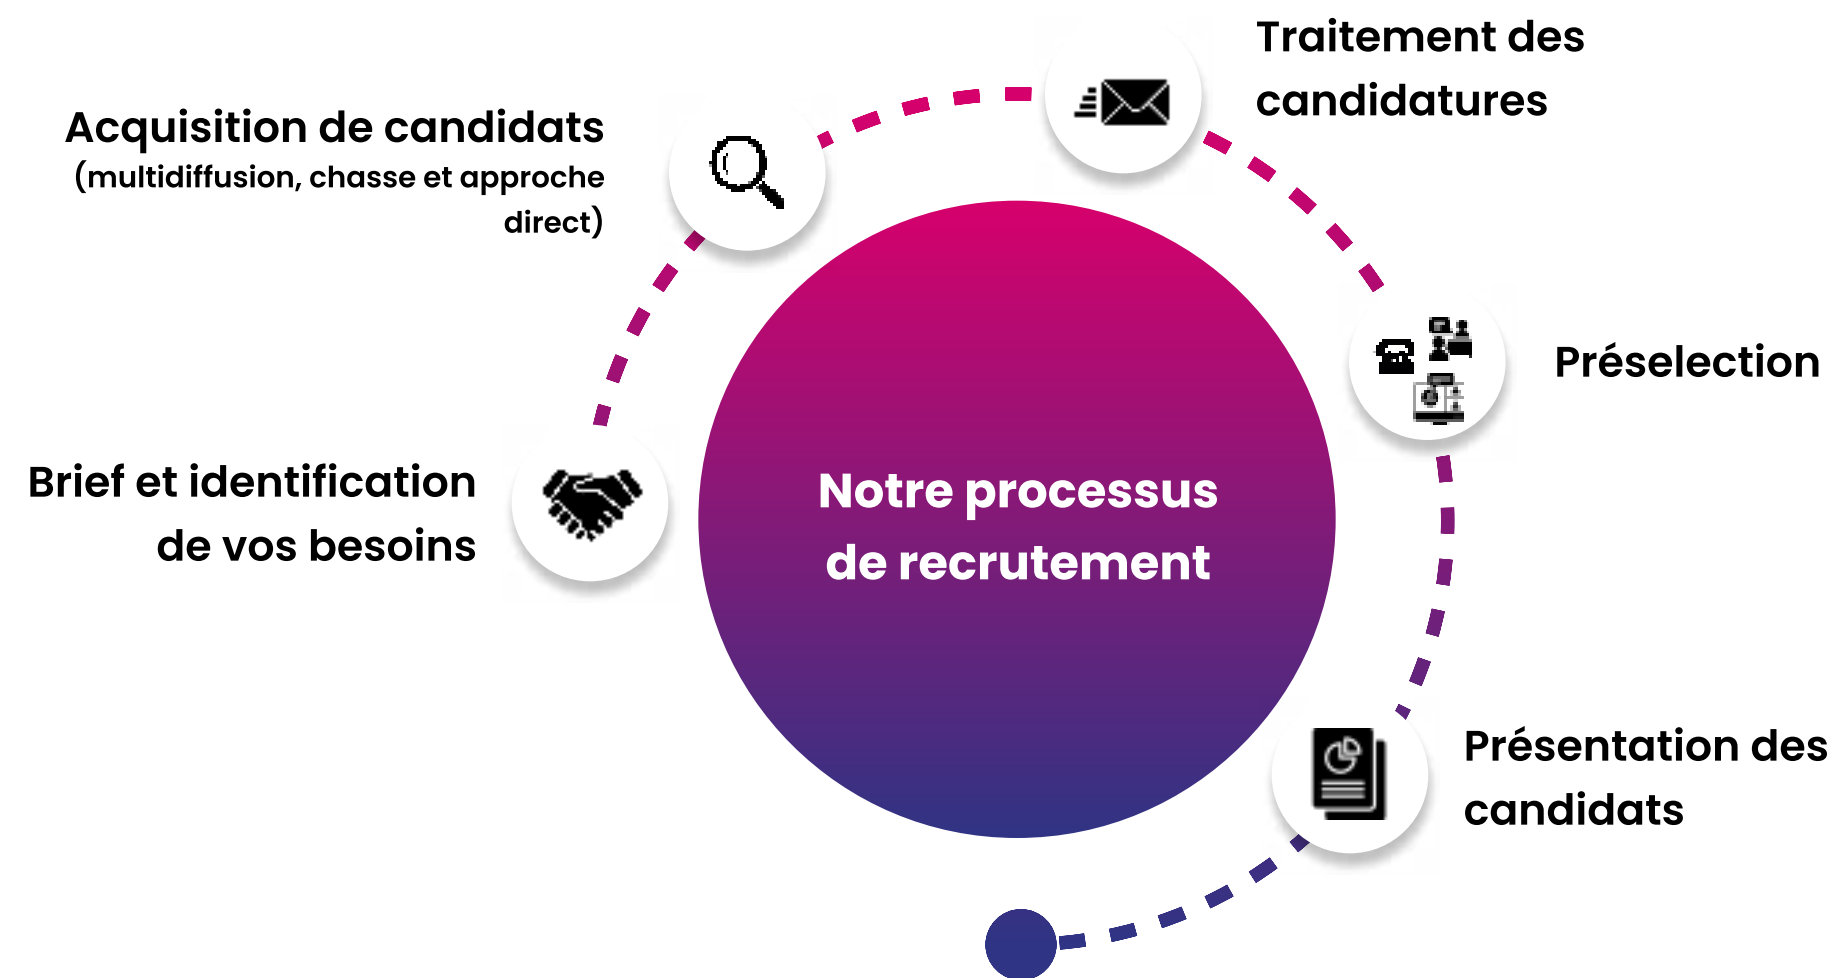 Traitement des
candidatures
Acquisition de candidats
(multidiffusion, chasse et approche
direct)
Préselection
Brief et identification
de vos besoins
Notre processus
de recrutement
Présentation des
candidats